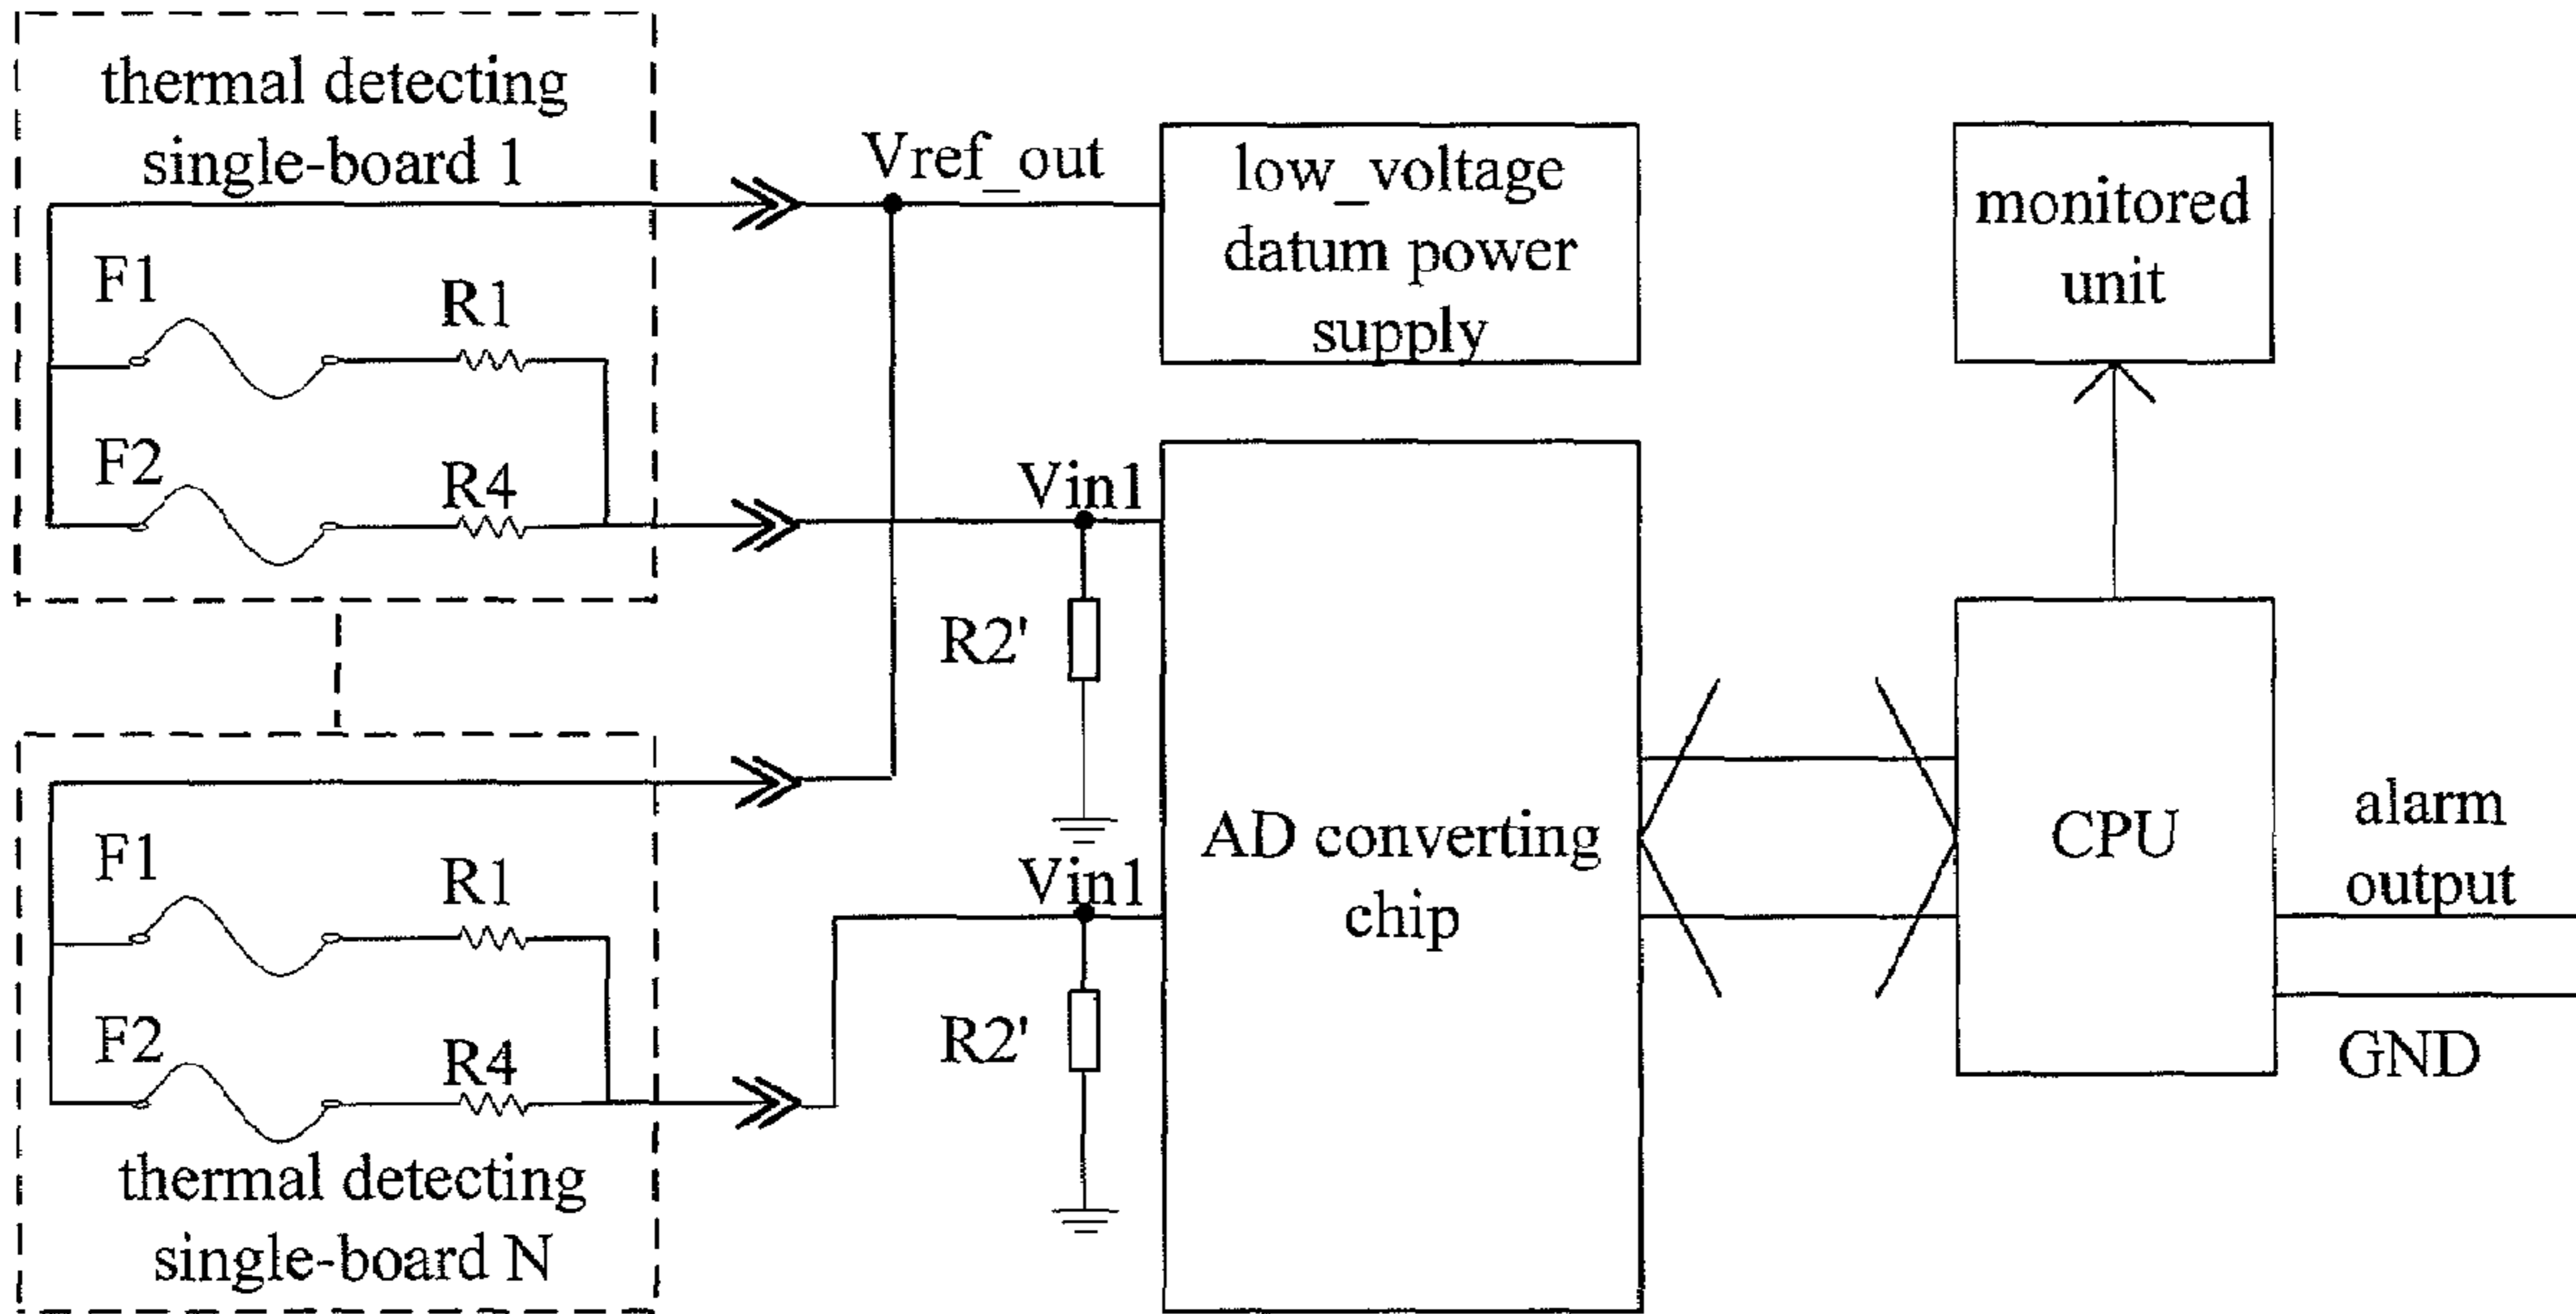 thermal detecting
single-board 1
F1
R1
F2
R4
Vref_out
low_voltage
datum power
supply
monitored
unit
Vin1
R2'
AD converting
chip
CPU
alarm
output
GND
F1
R1
F2
R4
thermal detecting
single-board N
Vin1
R2'